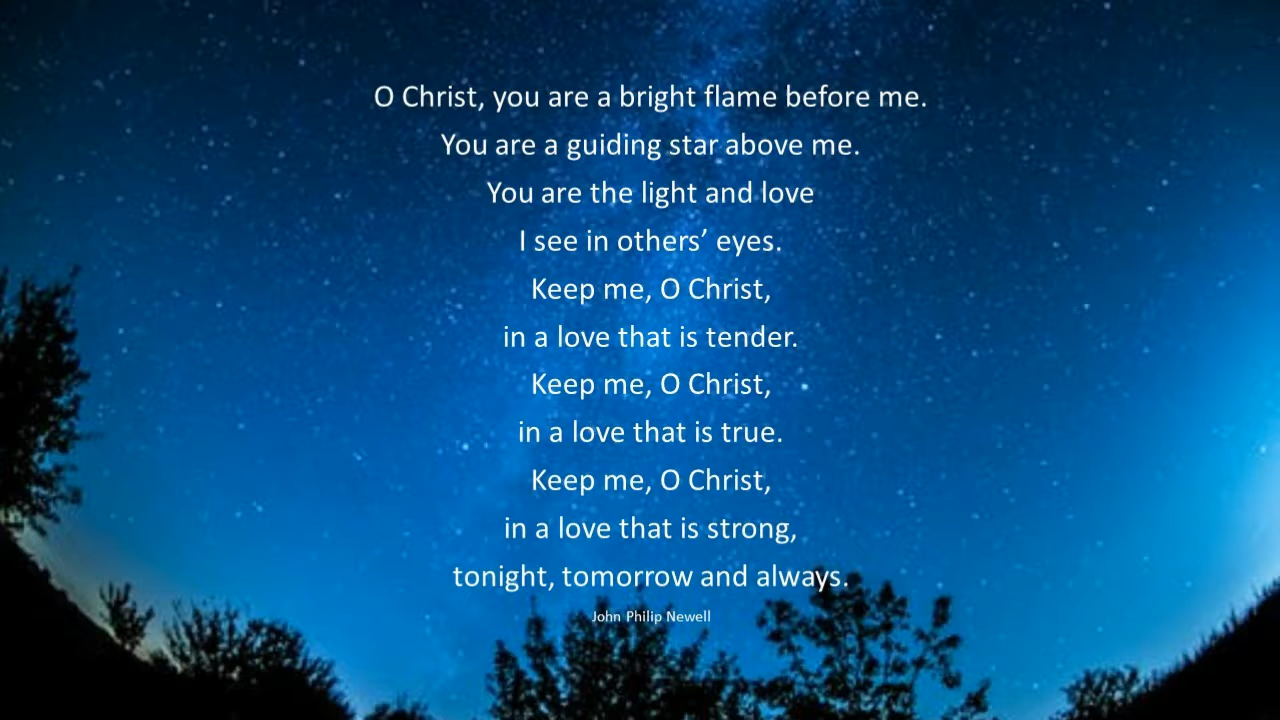 O Christ, you are a bright flame before me.
You are a guiding star above me.
You are the light and love
I see in others’ eyes.
Keep me, O Christ,
in a love that is tender.
Keep me, O Christ,
in a love that is true.
Keep me, O Christ,
in a love that is strong,
tonight, tomorrow and always.
John Philip Newell